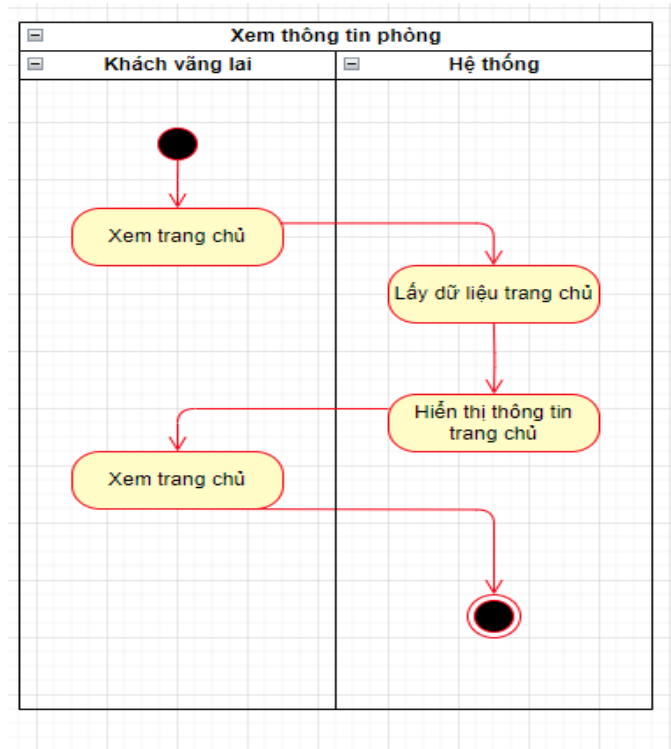 Xem thông tin phòng
Khách vãng lai
Hệ thống
Xem trang chủ
Lấy dữ liệu trang chủ
Hiển thị thông tin
trang chủ
Xem trang chủ